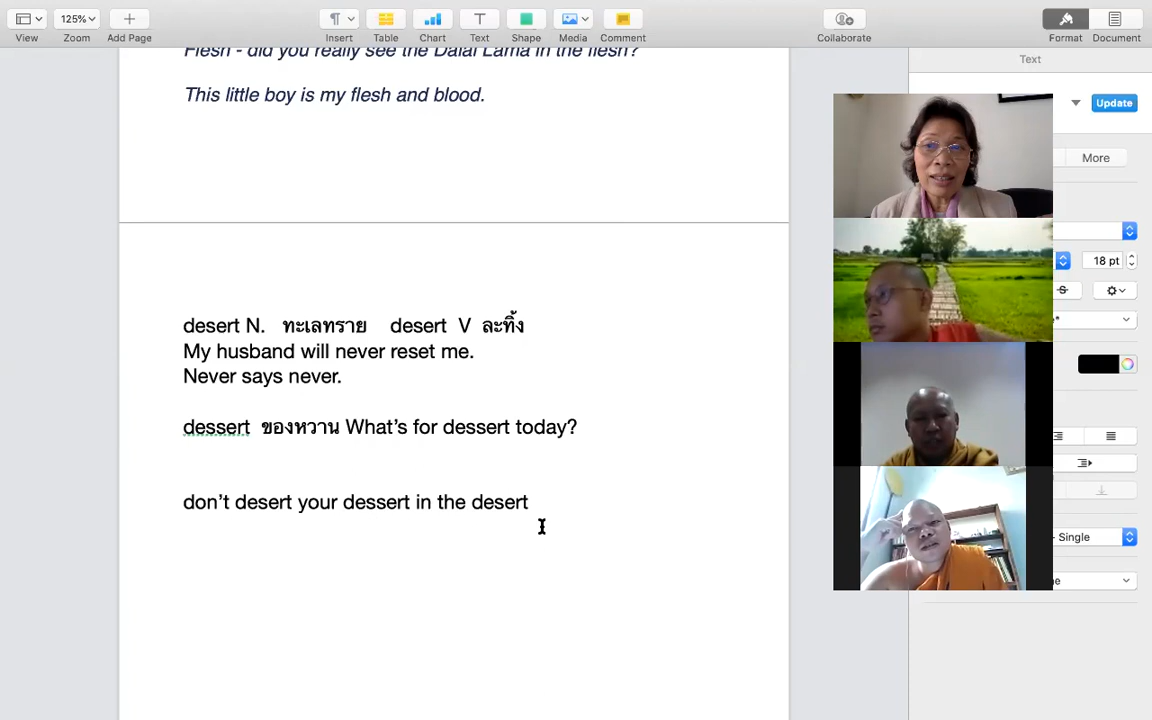 125%
View
Zoom
Add Page
Insert
Table
Chart
Text
Shape
Media
Comment
Collaborate
Format
Document
Flesh - did you really see the Dalai Lama in the flesh?
This little boy is my flesh and blood.
desert N. ทะเลทราย desert V ละทิ้ง
My husband will never reset me.
Never says never.
dessert ของหวาน What's for dessert today?
don't desert your dessert in the desert
Text
Update
More
18 pt
Single